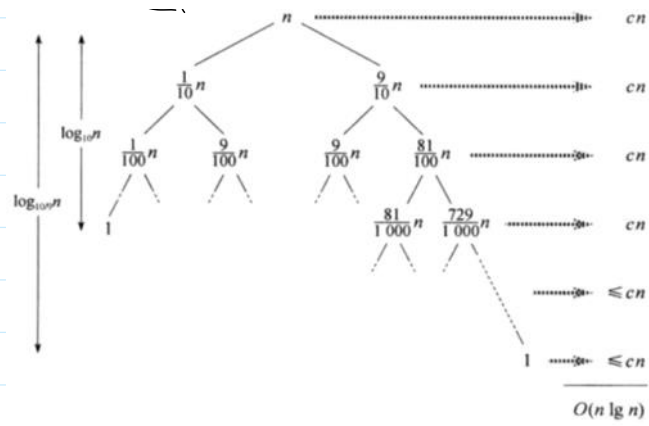 n cn
1/10 n 9/10 n cn
log₁₀n
1/100 n 9/100 n 9/100 n 81/100 n cn
log₁₀/₉n
1 81/1 000 n 729/1 000 n cn
≤cn
1 ≤cn
O(n lg n)